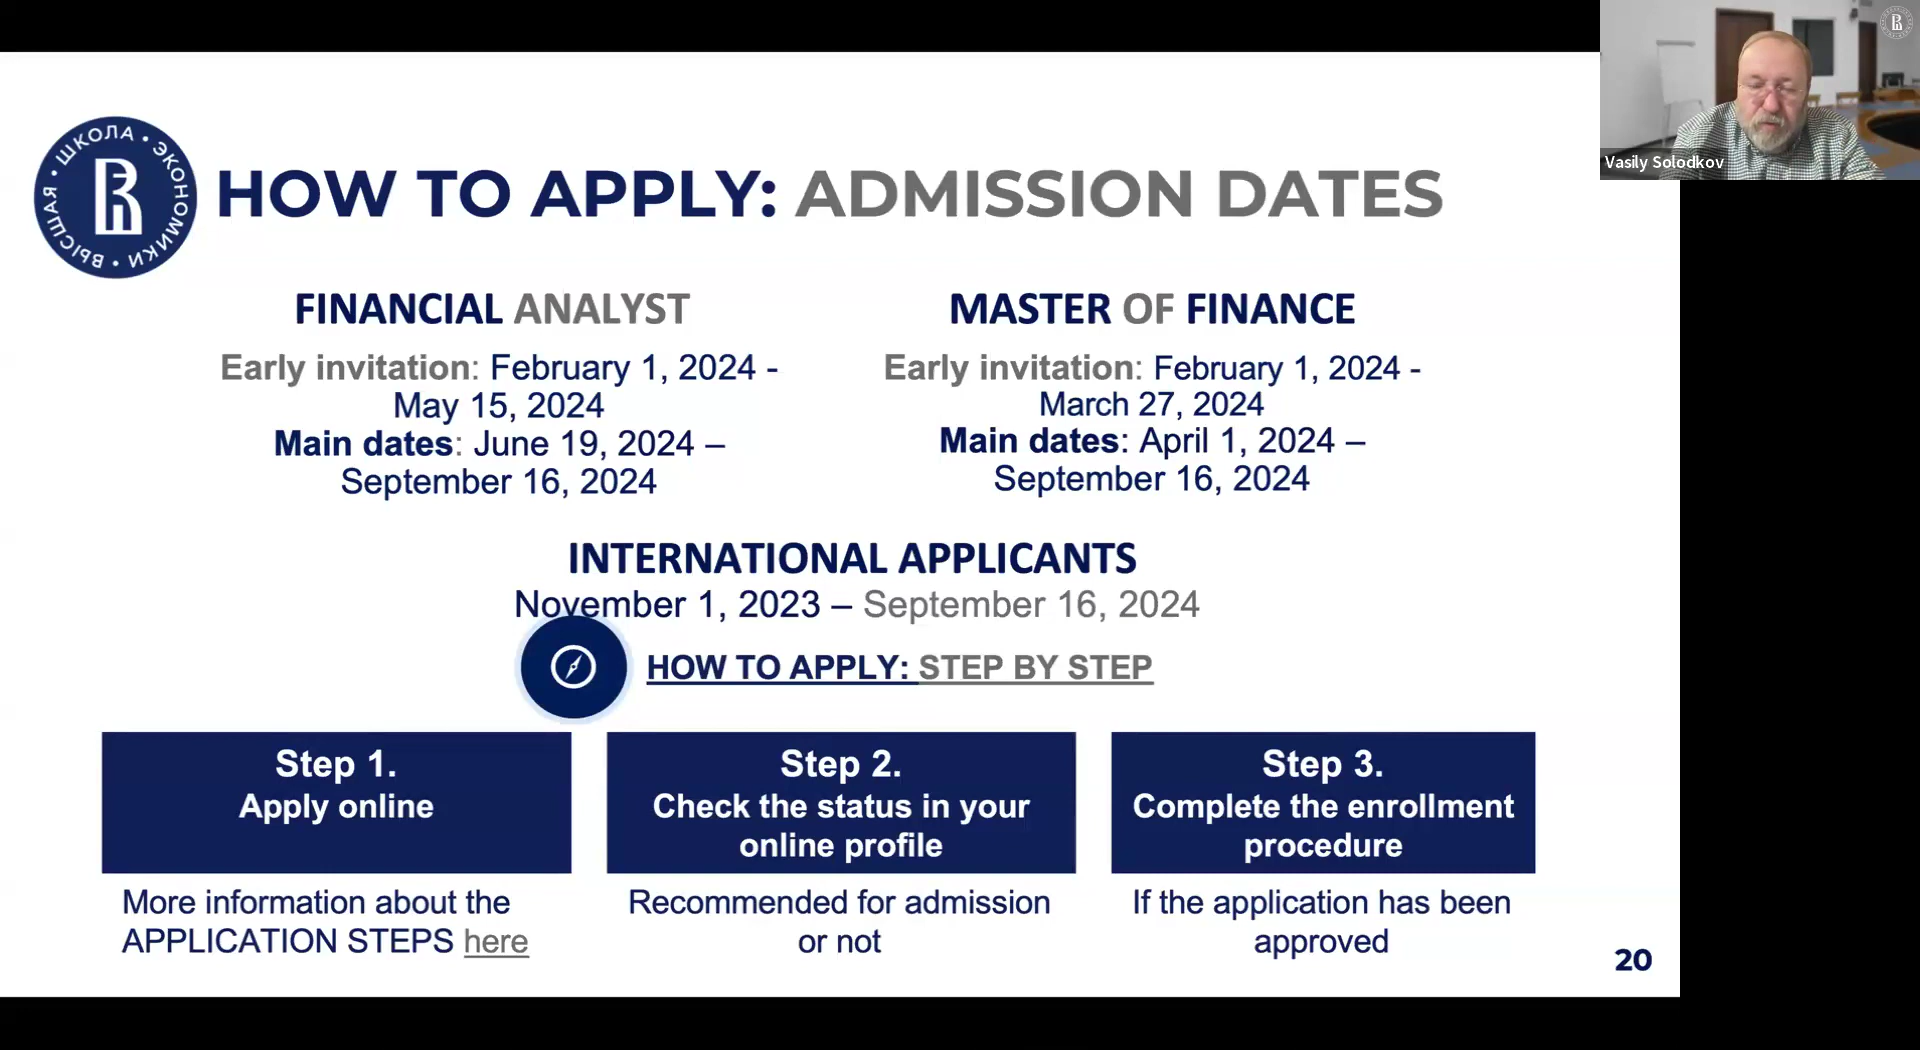 ВЫСШАЯ • ШКОЛА • ЭКОНОМИКИ •
HOW TO APPLY: ADMISSION DATES
FINANCIAL ANALYST
Early invitation: February 1, 2024 -
May 15, 2024
Main dates: June 19, 2024 –
September 16, 2024
MASTER OF FINANCE
Early invitation: February 1, 2024 -
March 27, 2024
Main dates: April 1, 2024 –
September 16, 2024
INTERNATIONAL APPLICANTS
November 1, 2023 – September 16, 2024
HOW TO APPLY: STEP BY STEP
Step 1.
Apply online
More information about the
APPLICATION STEPS here
Step 2.
Check the status in your
online profile
Recommended for admission
or not
Step 3.
Complete the enrollment
procedure
If the application has been
approved
20
Vasily Solodkov